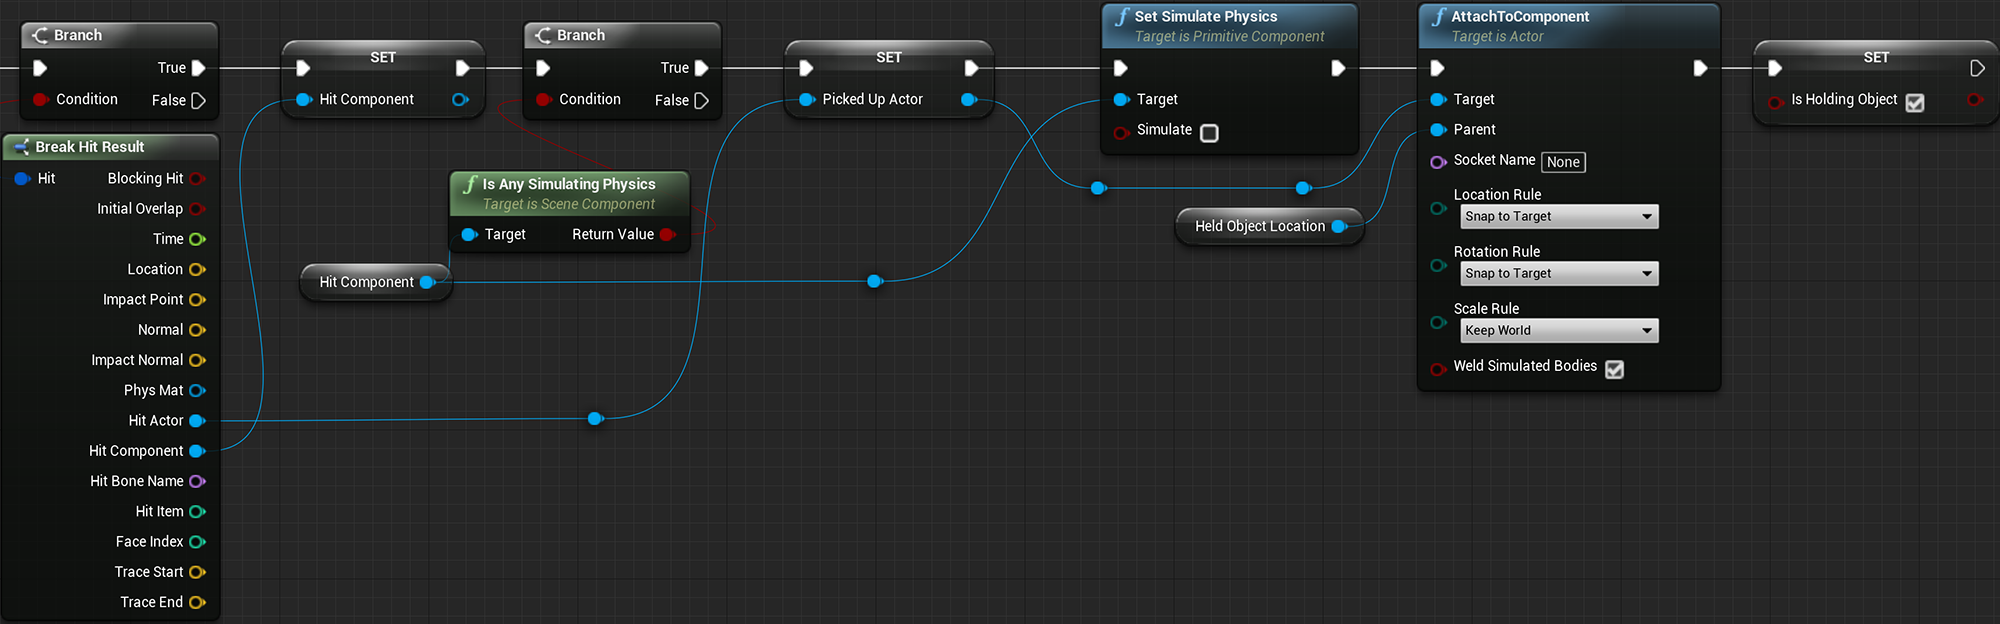 Branch
True
Condition
False
Break Hit Result
Hit
Blocking Hit
Initial Overlap
Time
Location
Impact Point
Normal
Impact Normal
Phys Mat
Hit Actor
Hit Component
Hit Bone Name
Hit Item
Face Index
Trace Start
Trace End
SET
Hit Component
Hit Component
Branch
True
Condition
False
f Is Any Simulating Physics
Target is Scene Component
Target
Return Value
SET
Picked Up Actor
f Set Simulate Physics
Target is Primitive Component
Target
Simulate
Held Object Location
f AttachToComponent
Target is Actor
Target
Parent
Socket Name None
Location Rule
Snap to Target
Rotation Rule
Snap to Target
Scale Rule
Keep World
Weld Simulated Bodies
SET
Is Holding Object